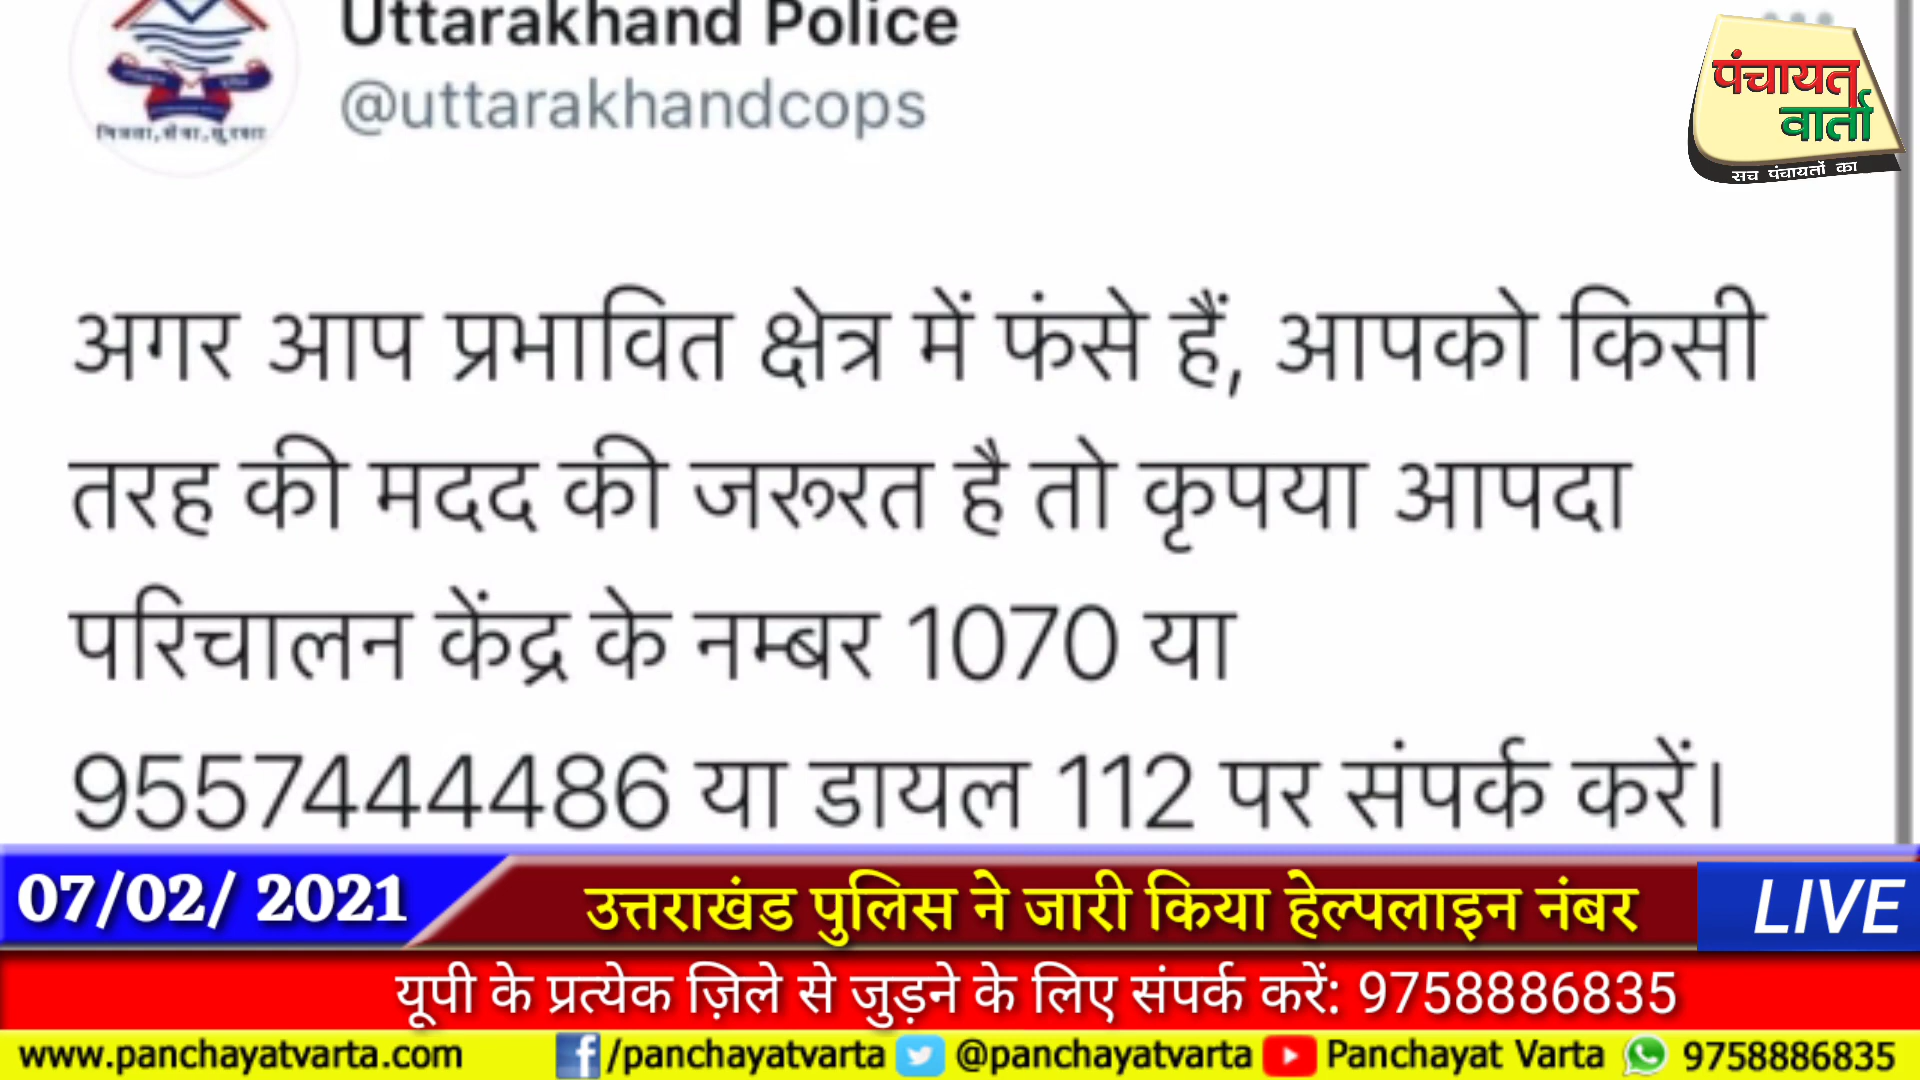 Uttarakhand Police
@uttarakhandcops
पंचायत
वार्ता
सच पंचायतों का
अगर आप प्रभावित क्षेत्र में फंसे हैं, आपको किसी
तरह की मदद की जरूरत है तो कृपया आपदा
परिचालन केंद्र के नम्बर 1070 या
9557444486 या डायल 112 पर संपर्क करें।
07/02/ 2021
उत्तराखंड पुलिस ने जारी किया हेल्पलाइन नंबर
LIVE
यूपी के प्रत्येक ज़िले से जुड़ने के लिए संपर्क करें: 9758886835
www.panchayatvarta.com /panchayatvarta @panchayatvarta Panchayat Varta 9758886835